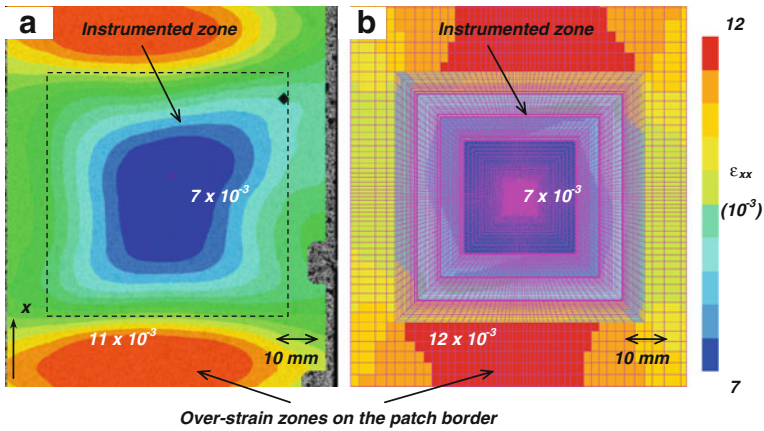 a
Instrumented zone
7 x 10-3
x
11 x 10-3
10 mm
b
Instrumented zone
7 x 10-3
12 x 10-3
10 mm
12
εxx
(10-3)
7
Over-strain zones on the patch border